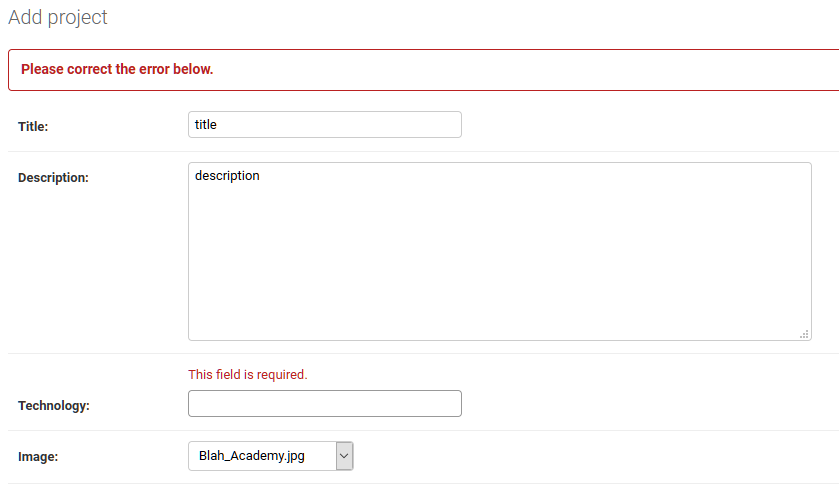 Add project
Please correct the error below.
Title:
title
Description:
description
This field is required.
Technology:
Image:
Blah_Academy.jpg